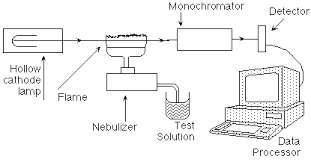 Monochromator
Detector
Hollow
cathode
lamp
Flame
Nebulizer
Test
Solution
Data
Processor